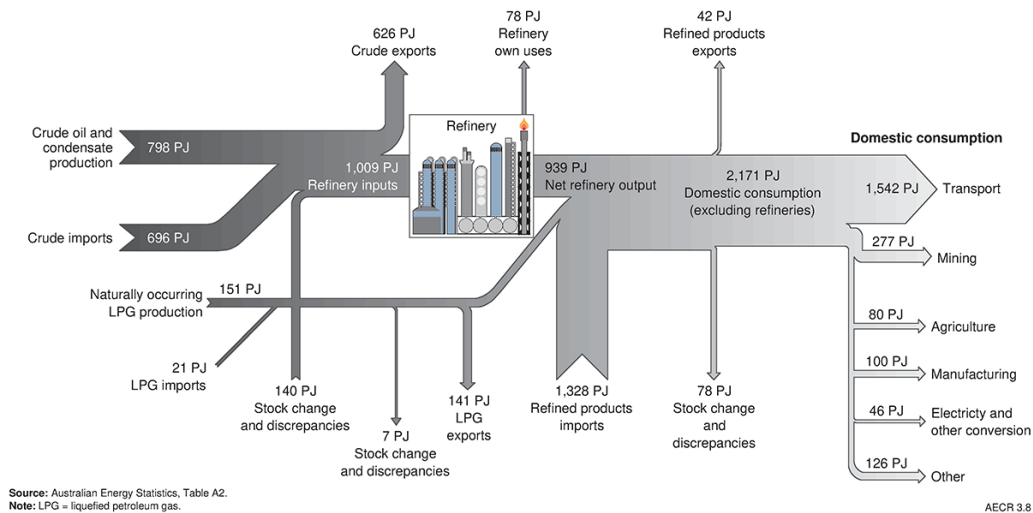 626 PJ
Crude exports
78 PJ
Refinery
own uses
42 PJ
Refined products
exports
Crude oil and
condensate
production
798 PJ
Refinery
Domestic consumption
1,009 PJ
Refinery inputs
939 PJ
Net refinery output
2,171 PJ
Domestic consumption
(excluding refineries)
1,542 PJ
Transport
Crude imports
696 PJ
277 PJ
Mining
Naturally occurring
LPG production
151 PJ
80 PJ
Agriculture
21 PJ
LPG imports
140 PJ
Stock change
and discrepancies
7 PJ
Stock change
and discrepancies
141 PJ
LPG
exports
1,328 PJ
Refined products
imports
78 PJ
Stock change
and
discrepancies
100 PJ
Manufacturing
46 PJ
Electricty and
other conversion
126 PJ
Other
Source: Australian Energy Statistics, Table A2.
Note: LPG = liquefied petroleum gas.
AECR 3.8